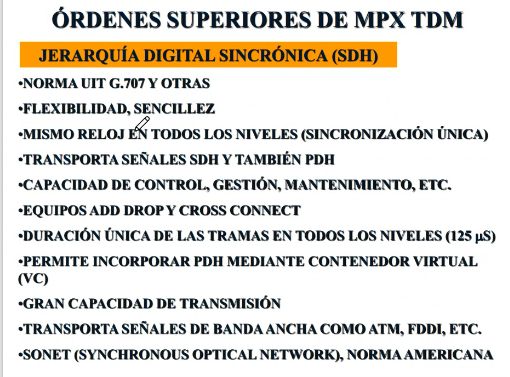 ÓRDENES SUPERIORES DE MPX TDM
JERARQUÍA DIGITAL SINCRÓNICA (SDH)
•NORMA UIT G.707 Y OTRAS
•FLEXIBILIDAD, SENCILLEZ
•MISMO RELOJ EN TODOS LOS NIVELES (SINCRONIZACIÓN ÚNICA)
•TRANSPORTA SEÑALES SDH Y TAMBIÉN PDH
•CAPACIDAD DE CONTROL, GESTIÓN, MANTENIMIENTO, ETC.
•EQUIPOS ADD DROP Y CROSS CONNECT
•DURACIÓN ÚNICA DE LAS TRAMAS EN TODOS LOS NIVELES (125 µS)
•PERMITE INCORPORAR PDH MEDIANTE CONTENEDOR VIRTUAL
(VC)
•GRAN CAPACIDAD DE TRANSMISIÓN
•TRANSPORTA SEÑALES DE BANDA ANCHA COMO ATM, FDDI, ETC.
•SONET (SYNCHRONOUS OPTICAL NETWORK), NORMA AMERICANA